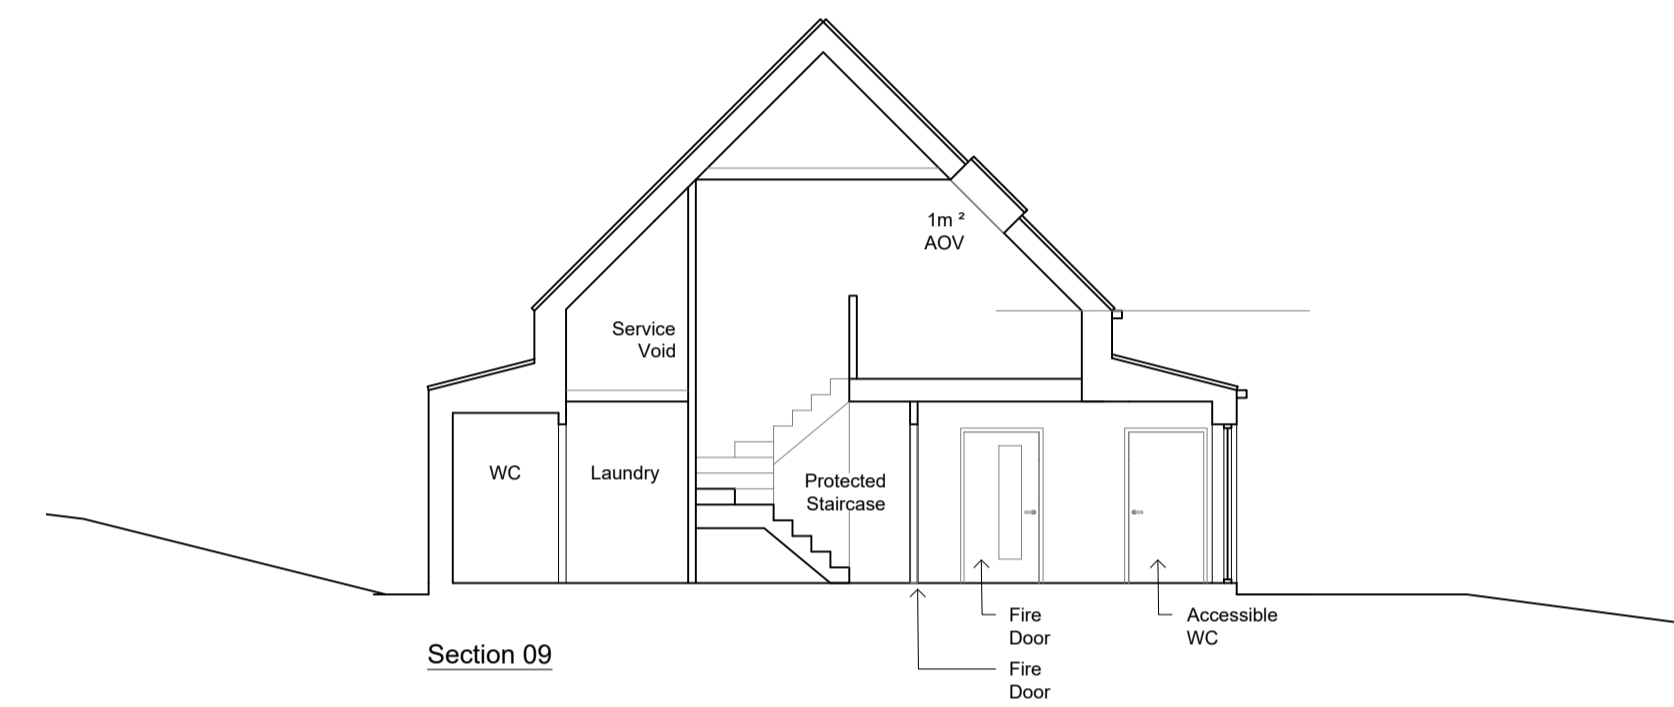 1m ²
AOV
Service
Void
WC
Laundry
Protected
Staircase
Fire
Door
Accessible
WC
Fire
Door
Section 09